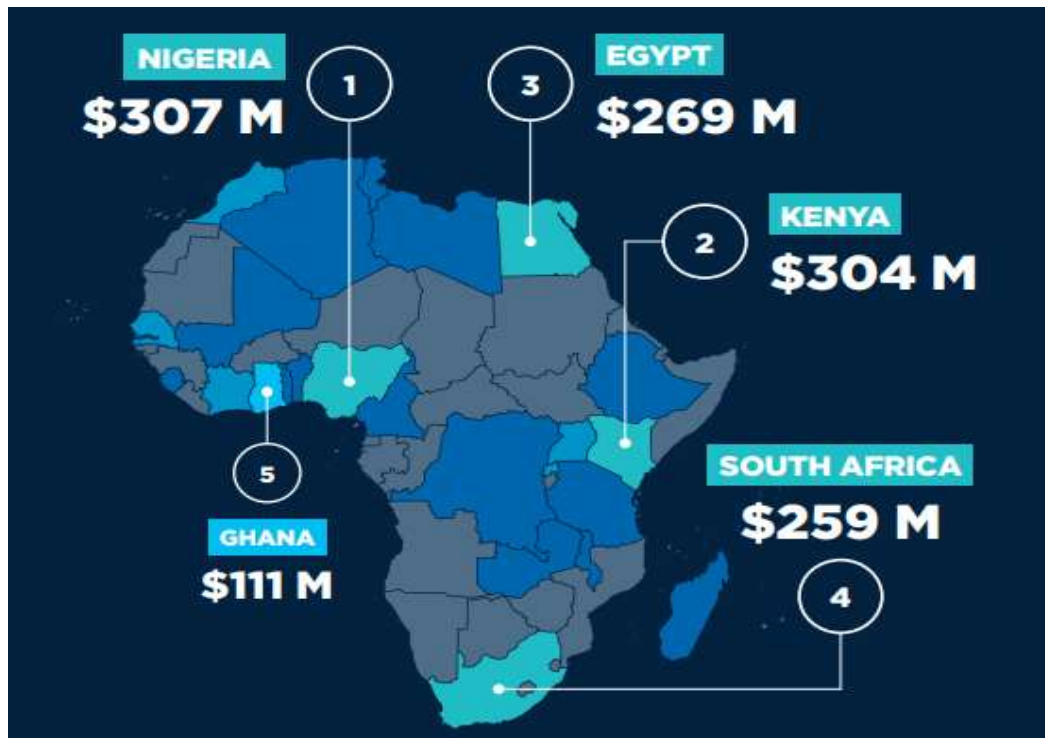 NIGERIA
$307 M
1
3
EGYPT
$269 M
2
KENYA
$304 M
5
GHANA
$111 M
SOUTH AFRICA
$259 M
4